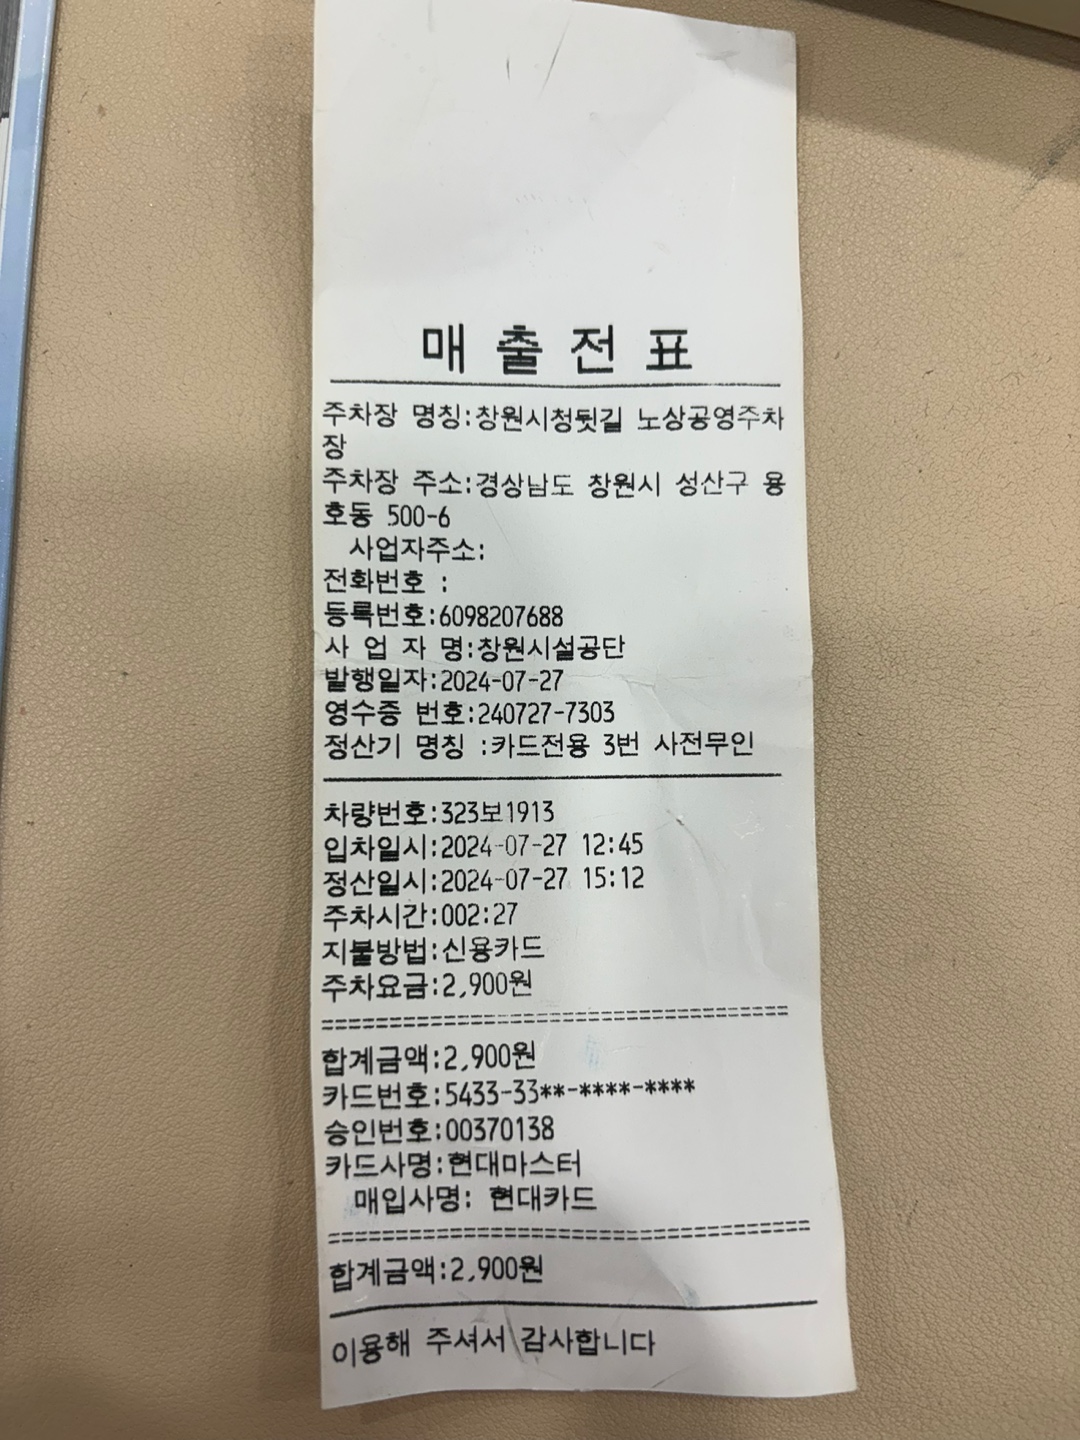 매 출 전 표
주차장 명칭:창원시청뒷길 노상공영주차
장
주차장 주소:경상남도 창원시 성산구 용
호동 500-6
사업자주소:
전화번호 :
등록번호:6098207688
사 업 자 명:창원시설공단
발행일자:2024-07-27
영수증 번호:240727-7303
정산기 명칭 :카드전용 3번 사전무인
차량번호:323보1913
입차일시:2024-07-27 12:45
정산일시:2024-07-27 15:12
주차시간:002:27
지불방법:신용카드
주차요금:2,900원
===================================
합계금액:2,900원
카드번호:5433-33**-****-****
승인번호:00370138
카드사명:현대마스터
매입사명: 현대카드
===================================
합계금액:2,900원
이용해 주셔서 감사합니다